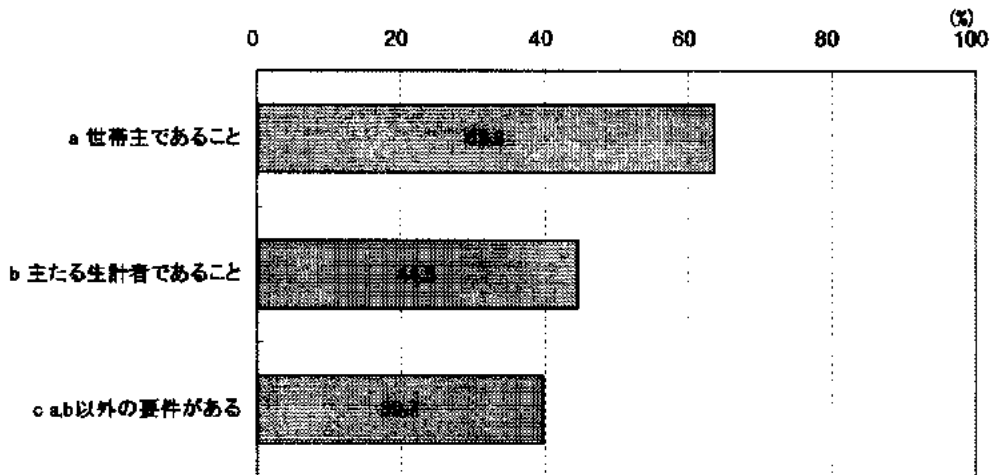 (%)
0 20 40 60 80 100
a 世帯主であること
b 主たる生計者であること
c a,b以外の要件がある